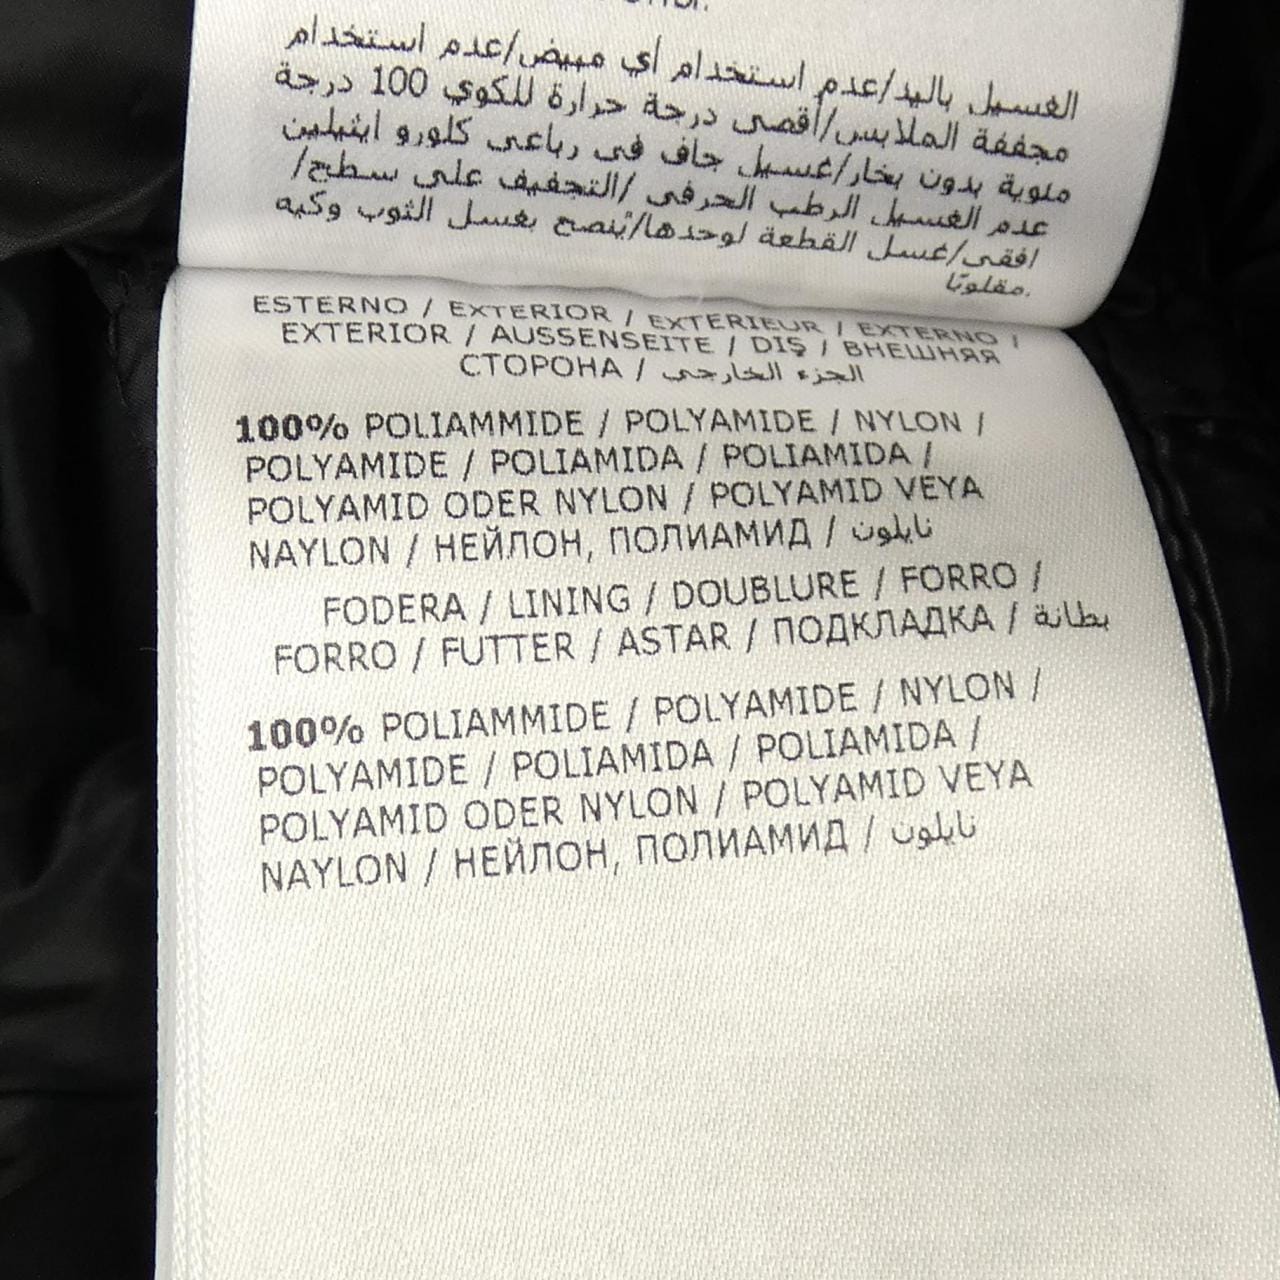 الغسيل باليد/عدم استخدام أي مبيض/عدم استخدام
مجففة الملابس/أقصى درجة حرارة للكوي 100 درجة
مئوية بدون بخار/غسيل جاف في رباعي كلورو ايثيلين
عدم الغسيل الرطب الحرفي /التجفيف على سطح/
افقي/غسل القطعة لوحدها/يُنصح بغسل الثوب وكيه
مقلوبًا.
ESTERNO / EXTERIOR / EXTERIEUR / EXTERNO /
EXTERIOR / AUSSENSEITE / DIŞ / ВНЕШНЯЯ
СТОРОНА / الجزء الخارجي
100% POLIAMMIDE / POLYAMIDE / NYLON /
POLYAMIDE / POLIAMIDA / POLIAMIDA /
POLYAMID ODER NYLON / POLYAMID VEYA
NAYLON / НЕЙЛОН, ПОЛИАМИД / نايلون
FODERA / LINING / DOUBLURE / FORRO /
FORRO / FUTTER / ASTAR / ПОДКЛАДКА / بطانة
100% POLIAMMIDE / POLYAMIDE / NYLON /
POLYAMIDE / POLIAMIDA / POLIAMIDA /
POLYAMID ODER NYLON / POLYAMID VEYA
NAYLON / НЕЙЛОН, ПОЛИАМИД / نايلون